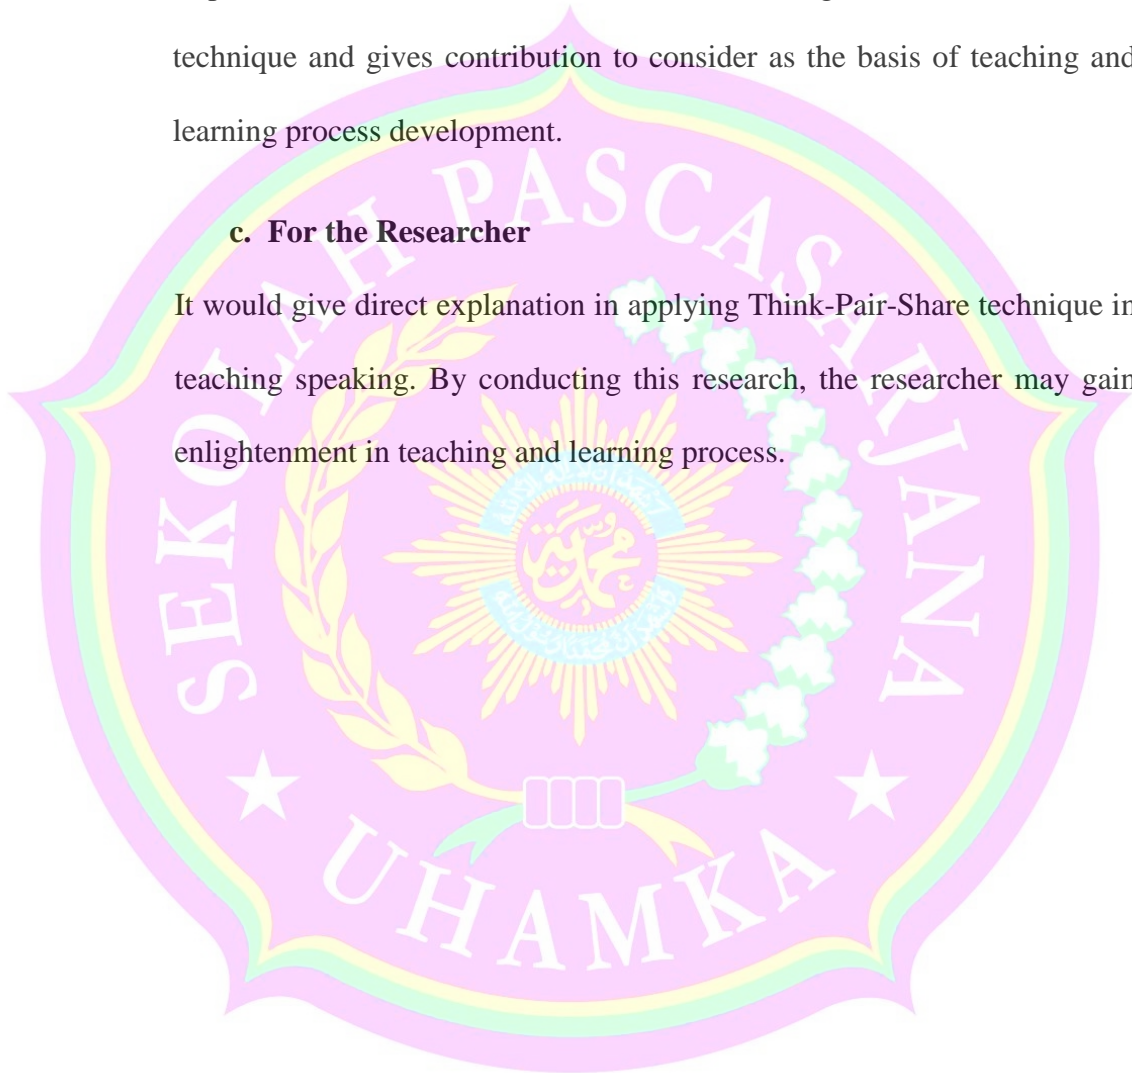 technique and gives contribution to consider as the basis of teaching and
learning process development.
c. For the Researcher
It would give direct explanation in applying Think-Pair-Share technique in
teaching speaking. By conducting this research, the researcher may gain
enlightenment in teaching and learning process.
SEKOLAH PASCASARJANA
UHAMKA